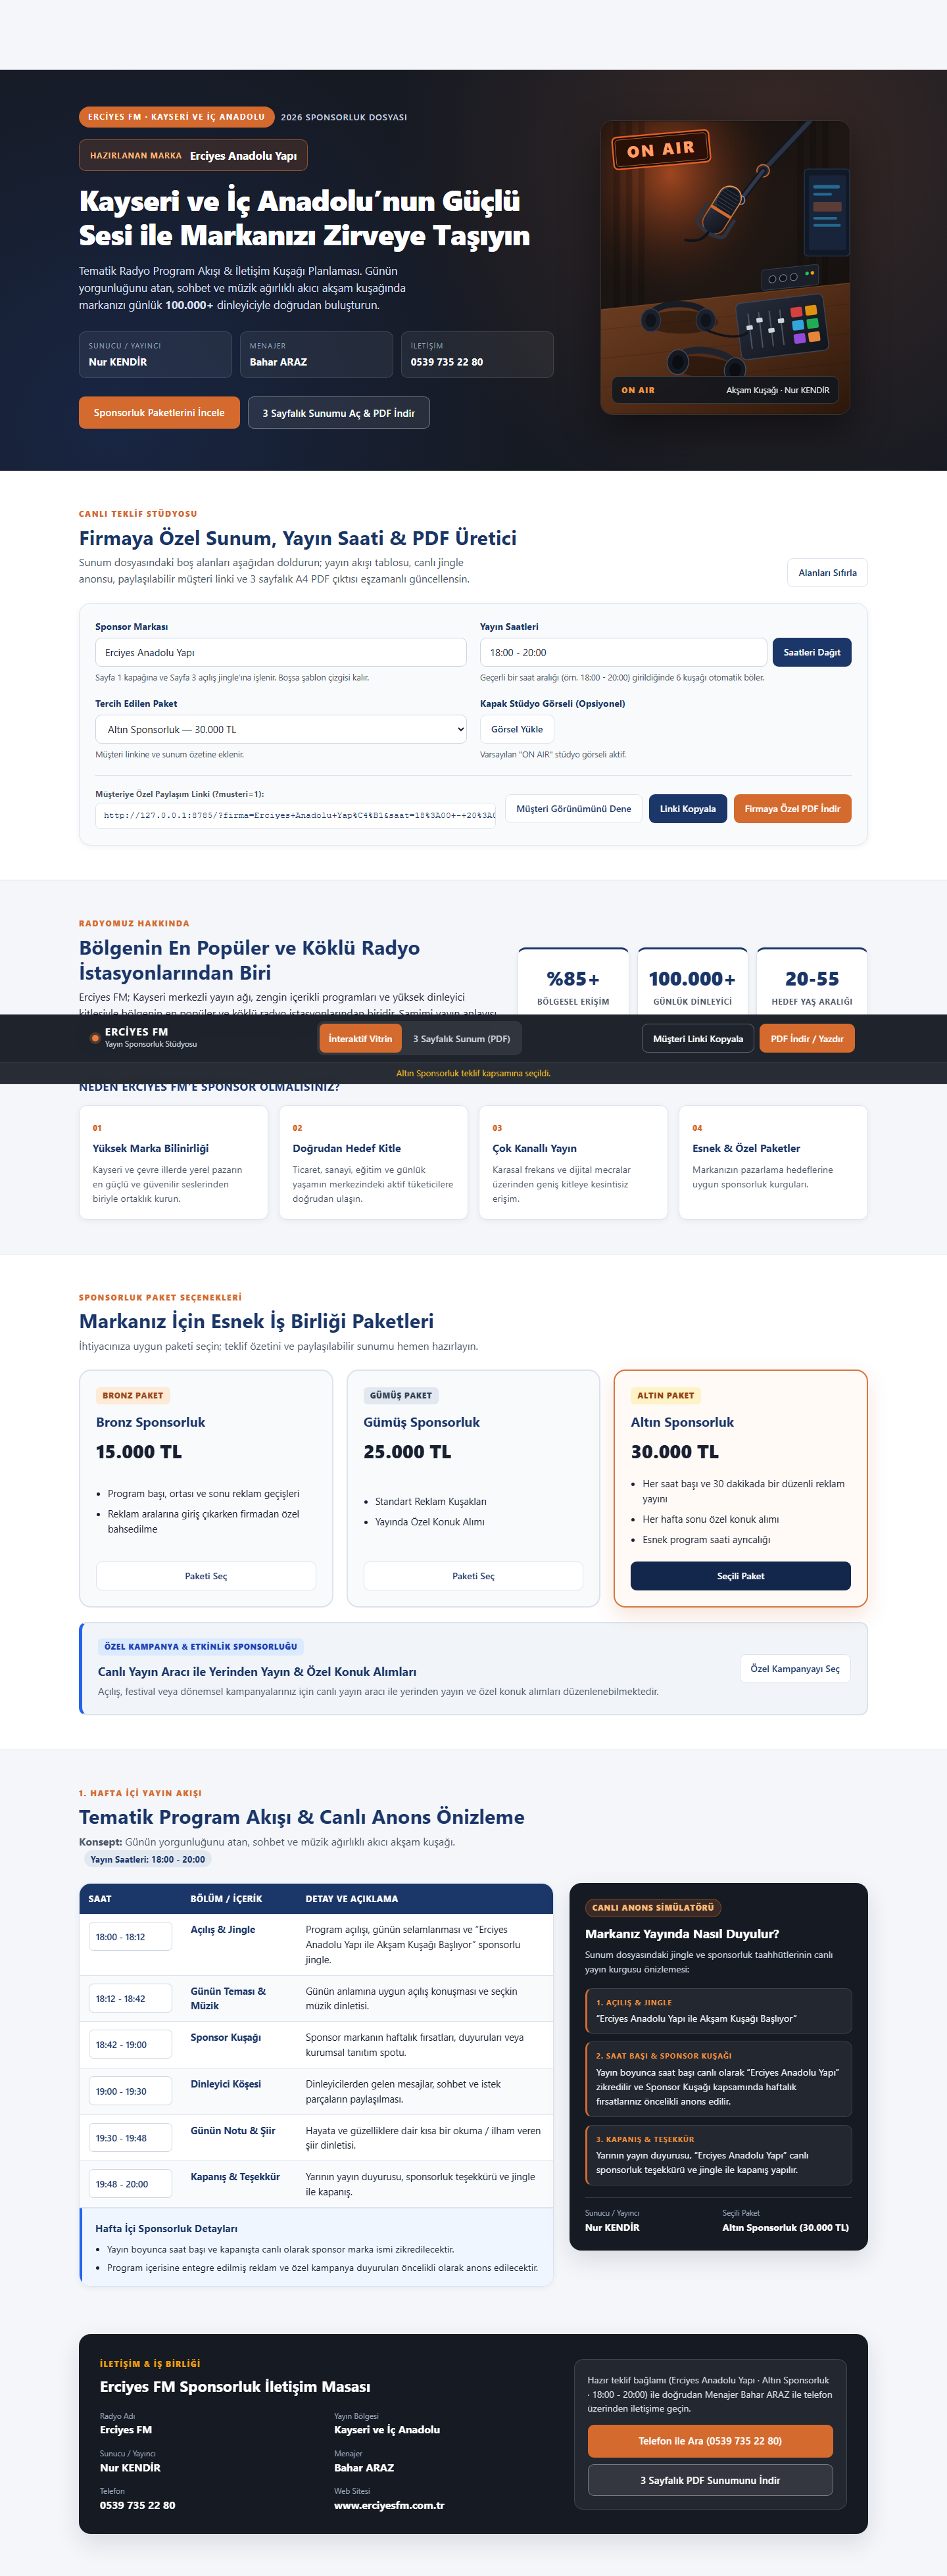 ERCİYES FM · KAYSERİ VE İÇ ANADOLU
2026 SPONSORLUK DOSYASI
HAZIRLANAN MARKA Erciyes Anadolu Yapı
Kayseri ve İç Anadolu'nun Güçlü
Sesi ile Markanızı Zirveye Taşıyın
Tematik Radyo Program Akışı & İletişim Kuşağı Planlaması. Günün
yorgunluğunu atan, sohbet ve müzik ağırlıklı akıcı akşam kuşağında
markanızı günlük 100.000+ dinleyiciyle doğrudan buluşturun.
SUNUCU / YAYINCI
Nur KENDİR
MENAJER
Bahar ARAZ
İLETİŞİM
0539 735 22 80
Sponsorluk Paketlerini İncele
3 Sayfalık Sunumu Aç & PDF İndir
ON AIR
ON AIR
Akşam Kuşağı · Nur KENDİR
CANLI TEKLİF STÜDYOSU
Firmaya Özel Sunum, Yayın Saati & PDF Üretici
Sunum dosyasındaki boş alanları aşağıdan doldurun; yayın akışı tablosu, canlı jingle
anonsu, paylaşılabilir müşteri linki ve 3 sayfalık A4 PDF çıktısı eşzamanlı güncellensin.
Alanları Sıfırla
Sponsor Markası
Erciyes Anadolu Yapı
Sayfa 1 kapağına ve Sayfa 3 açılış jingle'ına işlenir. Boşsa şablon çizgisi kalır.
Yayın Saatleri
18:00 - 20:00
Saatleri Dağıt
Geçerli bir saat aralığı (örn. 18:00 - 20:00) girildiğinde 6 kuşağı otomatik böler.
Tercih Edilen Paket
Altın Sponsorluk — 30.000 TL
Müşteri linkine ve sunum özetine eklenir.
Kapak Stüdyo Görseli (Opsiyonel)
Görsel Yükle
Varsayılan "ON AIR" stüdyo görseli aktif.
Müşteriye Özel Paylaşım Linki (?musteri=1):
http://127.0.0.1:8785/?firma=Erciyes+Anadolu+Yap%C4%B1&saat=18%3A00+-+20%3A0
Müşteri Görünümünü Dene
Linki Kopyala
Firmaya Özel PDF İndir
RADYOMUZ HAKKINDA
Bölgenin En Popüler ve Köklü Radyo
İstasyonlarından Biri
Erciyes FM; Kayseri merkezli yayın ağı, zengin içerikli programları ve yüksek dinleyici
kitlesiyle bölgenin en popüler ve köklü radyo istasyonlarından biridir. Samimi yayın anlayışı
%85+
BÖLGESEL ERİŞİM
100.000+
GÜNLÜK DİNLEYİCİ
20-55
HEDEF YAŞ ARALIĞI
ERCİYES FM
Yayın Sponsorluk Stüdyosu
İnteraktif Vitrin
3 Sayfalık Sunum (PDF)
Müşteri Linki Kopyala
PDF İndir / Yazdır
Altın Sponsorluk teklif kapsamına seçildi.
NEDEN ERCIYES FM'E SPONSOR OLMALISINIZ?
01
Yüksek Marka Bilinirliği
Kayseri ve çevre illerde yerel pazarın
en güçlü ve güvenilir seslerinden
biriyle ortaklık kurun.
02
Doğrudan Hedef Kitle
Ticaret, sanayi, eğitim ve günlük
yaşamın merkezindeki aktif tüketicilere
doğrudan ulaşın.
03
Çok Kanallı Yayın
Karasal frekans ve dijital mecralar
üzerinden geniş kitleye kesintisiz
erişim.
04
Esnek & Özel Paketler
Markanızın pazarlama hedeflerine
uygun sponsorluk kurguları.
SPONSORLUK PAKET SEÇENEKLERİ
Markanız İçin Esnek İş Birliği Paketleri
İhtiyacınıza uygun paketi seçin; teklif özetini ve paylaşılabilir sunumu hemen hazırlayın.
BRONZ PAKET
Bronz Sponsorluk
15.000 TL
• Program başı, ortası ve sonu reklam geçişleri
• Reklam aralarına giriş çıkarken firmadan özel
bahsedilme
Paketi Seç
GÜMÜŞ PAKET
Gümüş Sponsorluk
25.000 TL
• Standart Reklam Kuşakları
• Yayında Özel Konuk Alımı
Paketi Seç
ALTIN PAKET
Altın Sponsorluk
30.000 TL
• Her saat başı ve 30 dakikada bir düzenli reklam
yayını
• Her hafta sonu özel konuk alımı
• Esnek program saati ayrıcalığı
Seçili Paket
ÖZEL KAMPANYA & ETKİNLİK SPONSORLUĞU
Canlı Yayın Aracı ile Yerinden Yayın & Özel Konuk Alımları
Açılış, festival veya dönemsel kampanyalarınız için canlı yayın aracı ile yerinden yayın ve özel konuk alımları düzenlenebilmektedir.
Özel Kampanyayı Seç
1. HAFTA İÇİ YAYIN AKIŞI
Tematik Program Akışı & Canlı Anons Önizleme
Konsept: Günün yorgunluğunu atan, sohbet ve müzik ağırlıklı akıcı akşam kuşağı.
Yayın Saatleri: 18:00 - 20:00
SAAT BÖLÜM / İÇERİK DETAY VE AÇIKLAMA
18:00 - 18:12
Açılış & Jingle
Program açılışı, günün selamlanması ve "Erciyes
Anadolu Yapı ile Akşam Kuşağı Başlıyor" sponsorlu
jingle.
18:12 - 18:42
Günün Teması &
Müzik
Günün anlamına uygun açılış konuşması ve seçkin
müzik dinletisi.
18:42 - 19:00
Sponsor Kuşağı
Sponsor markanın haftalık fırsatları, duyuruları veya
kurumsal tanıtım spotu.
19:00 - 19:30
Dinleyici Köşesi
Dinleyicilerden gelen mesajlar, sohbet ve istek
parçaların paylaşılması.
19:30 - 19:48
Günün Notu & Şiir
Hayata ve güzelliklere dair kısa bir okuma / ilham veren
şiir dinletisi.
19:48 - 20:00
Kapanış & Teşekkür
Yarının yayın duyurusu, sponsorluk teşekkürü ve jingle
ile kapanış.
Hafta İçi Sponsorluk Detayları
• Yayın boyunca saat başı ve kapanışta canlı olarak sponsor marka ismi zikredilecektir.
• Program içerisine entegre edilmiş reklam ve özel kampanya duyuruları öncelikli olarak anons edilecektir.
CANLI ANONS SİMÜLATÖRÜ
Markanız Yayında Nasıl Duyulur?
Sunum dosyasındaki jingle ve sponsorluk taahhütlerinin canlı
yayın kurgusu önizlemesi:
1. AÇILIŞ & JINGLE
"Erciyes Anadolu Yapı ile Akşam Kuşağı Başlıyor"
2. SAAT BAŞI & SPONSOR KUŞAĞI
Yayın boyunca saat başı canlı olarak "Erciyes Anadolu Yapı"
zikredilir ve Sponsor Kuşağı kapsamında haftalık
fırsatlarınız öncelikli anons edilir.
3. KAPANIŞ & TEŞEKKÜR
Yarının yayın duyurusu, "Erciyes Anadolu Yapı" canlı
sponsorluk teşekkürü ve jingle ile kapanış yapılır.
Sunucu / Yayıncı
Nur KENDİR
Seçili Paket
Altın Sponsorluk (30.000 TL)
İLETİŞİM & İŞ BİRLİĞİ
Erciyes FM Sponsorluk İletişim Masası
Radyo Adı
Erciyes FM
Yayın Bölgesi
Kayseri ve İç Anadolu
Sunucu / Yayıncı
Nur KENDİR
Menajer
Bahar ARAZ
Telefon
0539 735 22 80
Web Sitesi
www.erciyesfm.com.tr
Hazır teklif bağlamı (Erciyes Anadolu Yapı · Altın Sponsorluk
· 18:00 - 20:00) ile doğrudan Menajer Bahar ARAZ ile telefon
üzerinden iletişime geçin.
Telefon ile Ara (0539 735 22 80)
3 Sayfalık PDF Sunumunu İndir